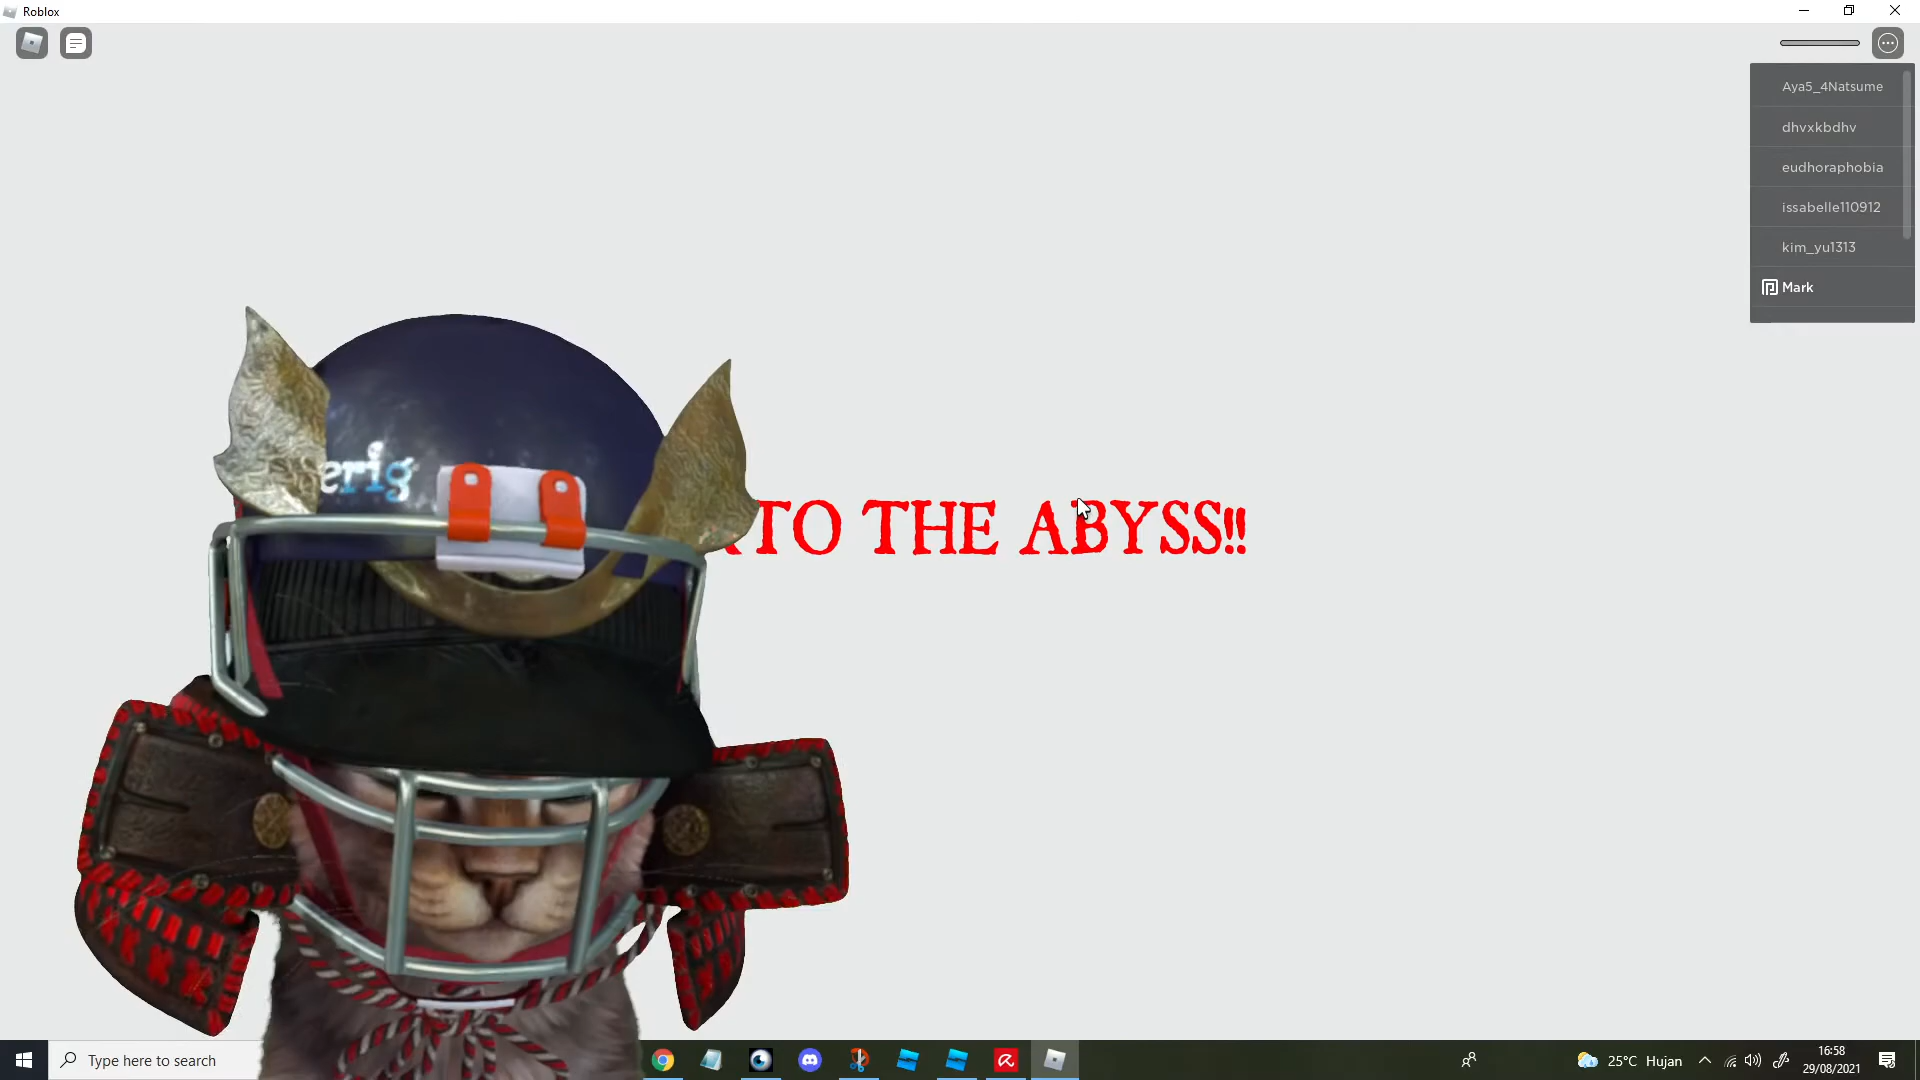 Roblox
Aya5_4Natsume
dhvxkbdhv
eudhoraphobia
issabelle110912
kim_yu1313
Mark
TO THE ABYSS!!
Type here to search
25°C Hujan
16:58
29/08/2021